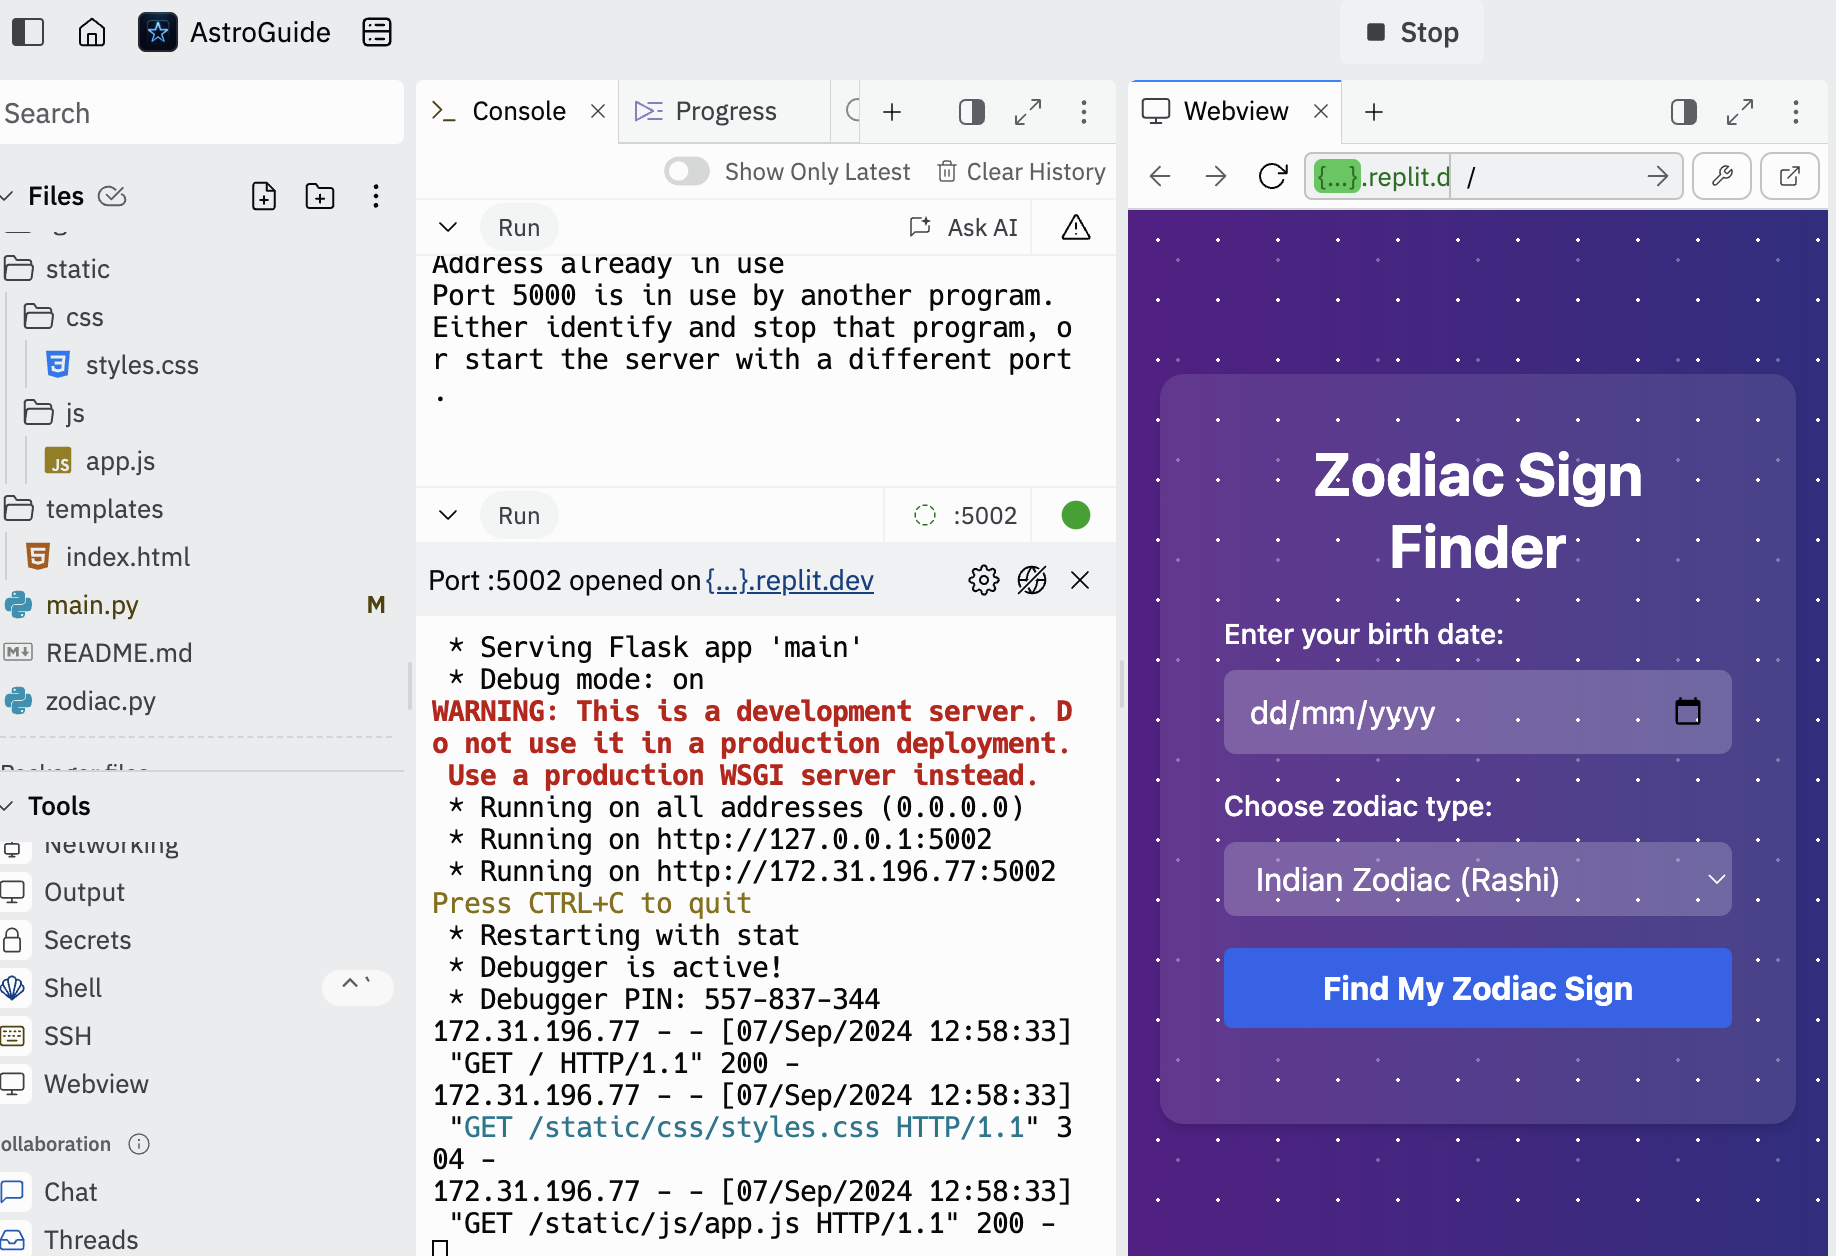 AstroGuide
Stop
Search
Files
static
css
styles.css
js
JS
app.js
templates
index.html
main.py
M
README.md
zodiac.py
Tools
Networking
Output
Secrets
Shell
SSH
Webview
ollaboration
Chat
Threads
Console
Progress
Show Only Latest
Clear History
Run
Ask AI
Address already in use
Port 5000 is in use by another program.
Either identify and stop that program, o
r start the server with a different port
.
Run
:5002
Port :5002 opened on {...}.replit.dev
* Serving Flask app 'main'
* Debug mode: on
WARNING: This is a development server. D
o not use it in a production deployment.
Use a production WSGI server instead.
* Running on all addresses (0.0.0.0)
* Running on http://127.0.0.1:5002
* Running on http://172.31.196.77:5002
Press CTRL+C to quit
* Restarting with stat
* Debugger is active!
* Debugger PIN: 557-837-344
172.31.196.77 - - [07/Sep/2024 12:58:33]
"GET / HTTP/1.1" 200 -
172.31.196.77 - - [07/Sep/2024 12:58:33]
"GET /static/css/styles.css HTTP/1.1" 3
04 -
172.31.196.77 - - [07/Sep/2024 12:58:33]
"GET /static/js/app.js HTTP/1.1" 200 -
Webview
{...}.replit.d /
Zodiac Sign
Finder
Enter your birth date:
dd/mm/yyyy
Choose zodiac type:
Indian Zodiac (Rashi)
Find My Zodiac Sign